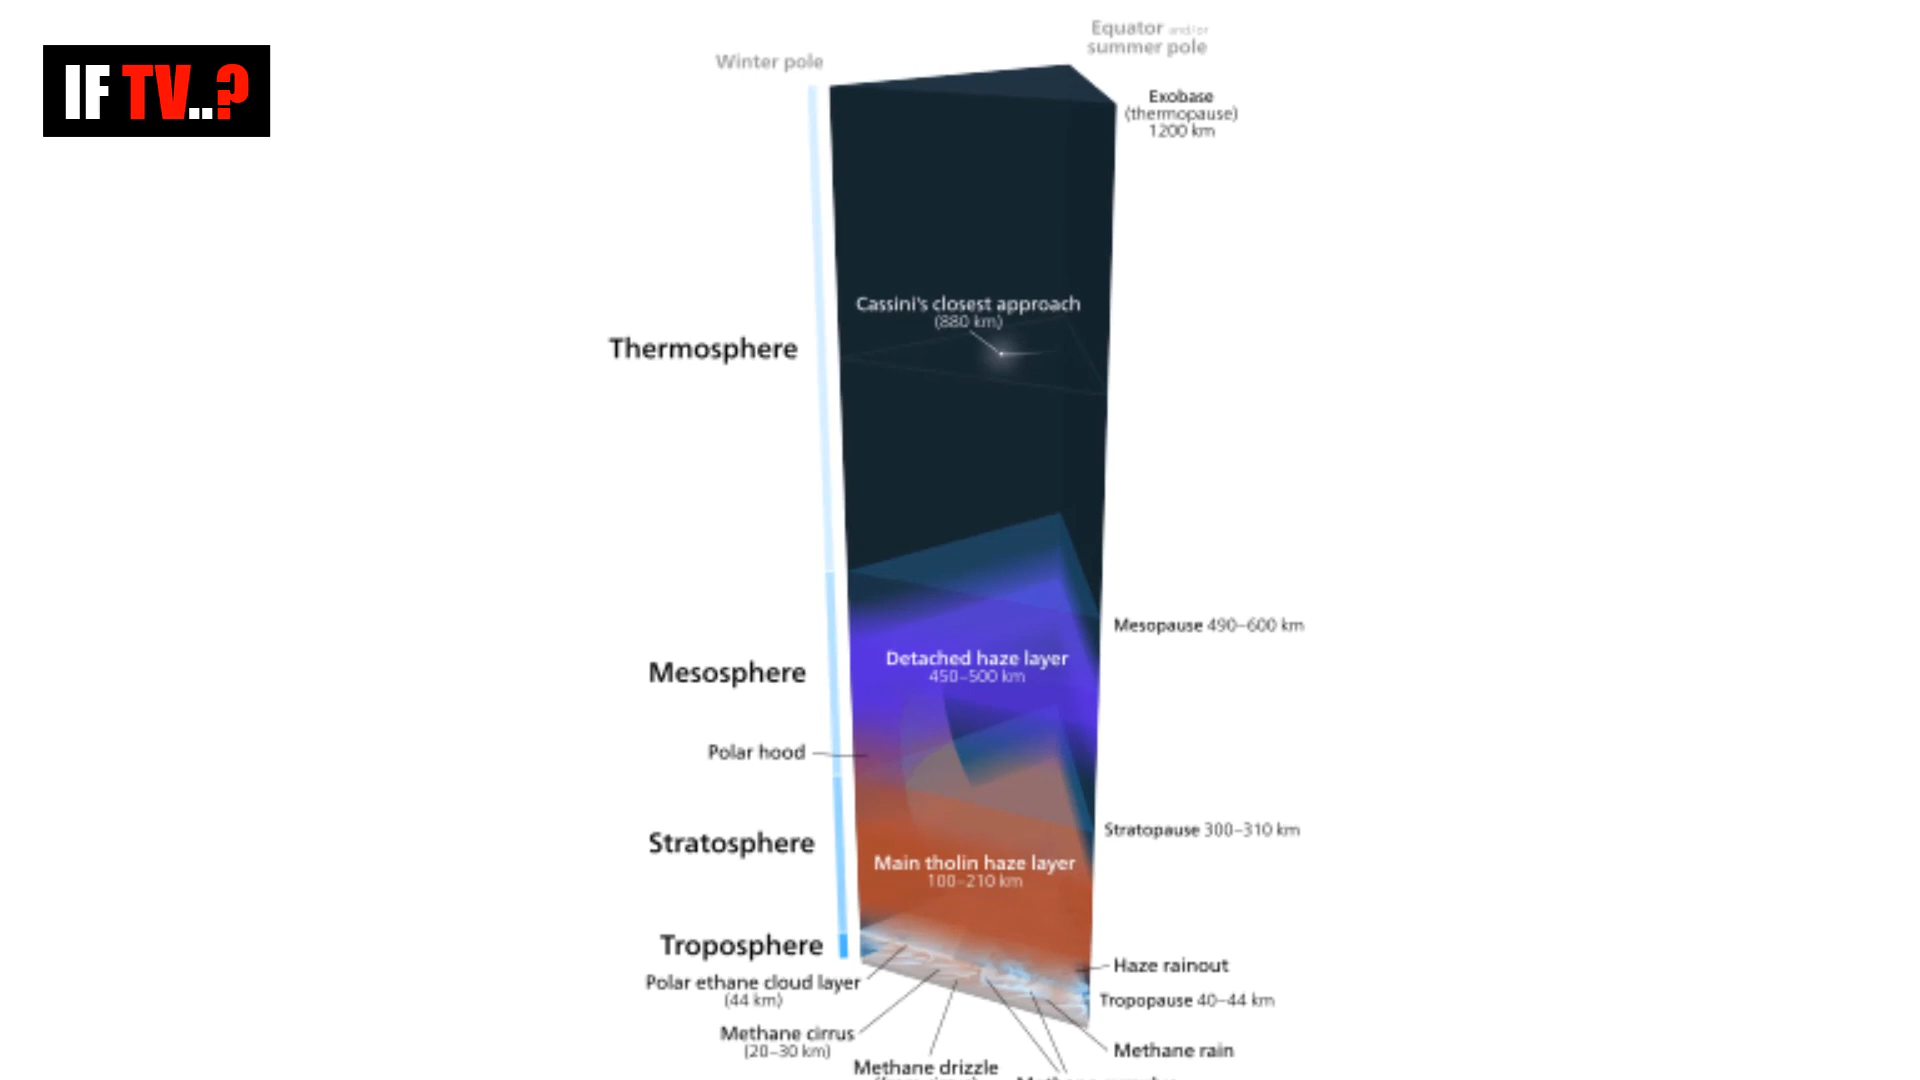 IF TV..?
Winter pole
Equator and/or
summer pole
Exobase
(thermopause)
1200 km
Cassini's closest approach
(880 km)
Thermosphere
Mesopause 490–600 km
Detached haze layer
450–500 km
Mesosphere
Polar hood
Stratopause 300–310 km
Stratosphere
Main tholin haze layer
100–210 km
Troposphere
Haze rainout
Polar ethane cloud layer
(44 km)
Tropopause 40–44 km
Methane cirrus
(20–30 km)
Methane rain
Methane drizzle